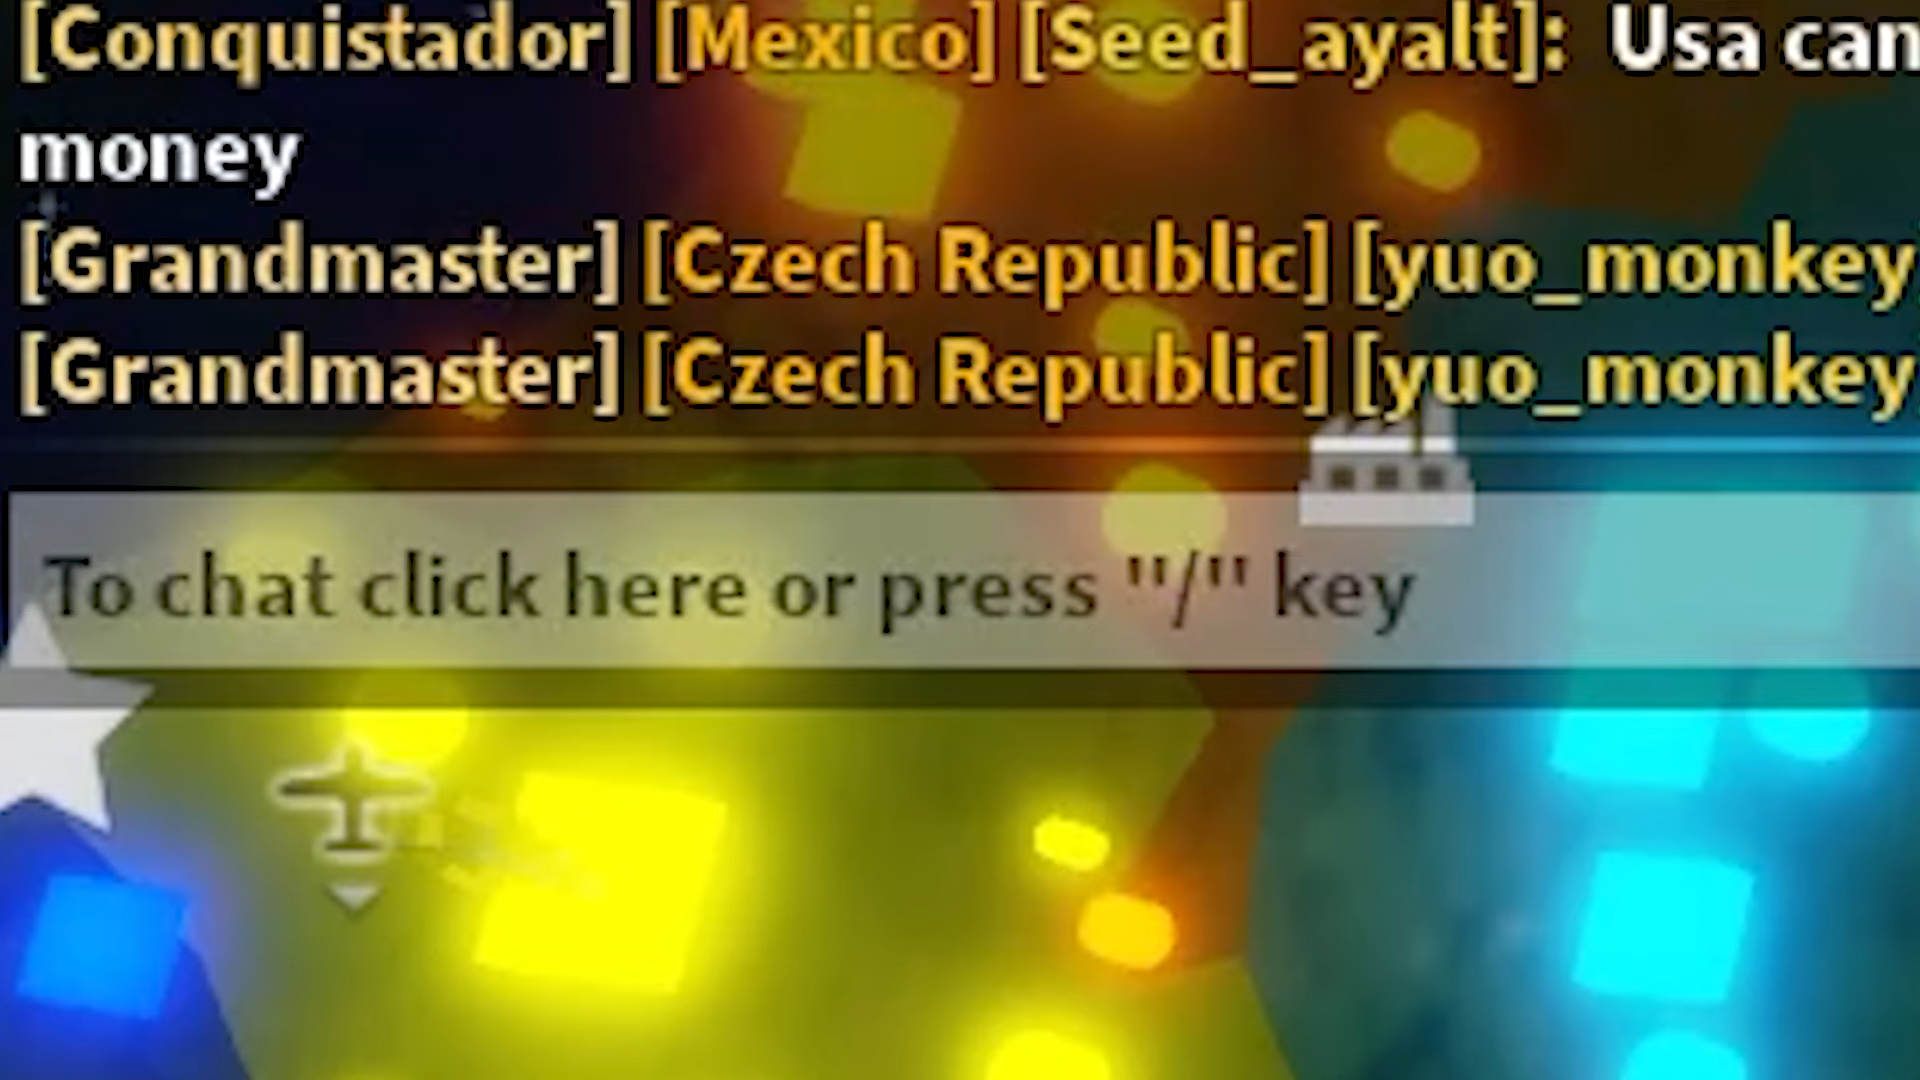 [Conquistador] [Mexico] [Seed_ayalt]: Usa can
money
[Grandmaster] [Czech Republic] [yuo_monkey
[Grandmaster] [Czech Republic] [yuo_monkey
To chat click here or press "/" key